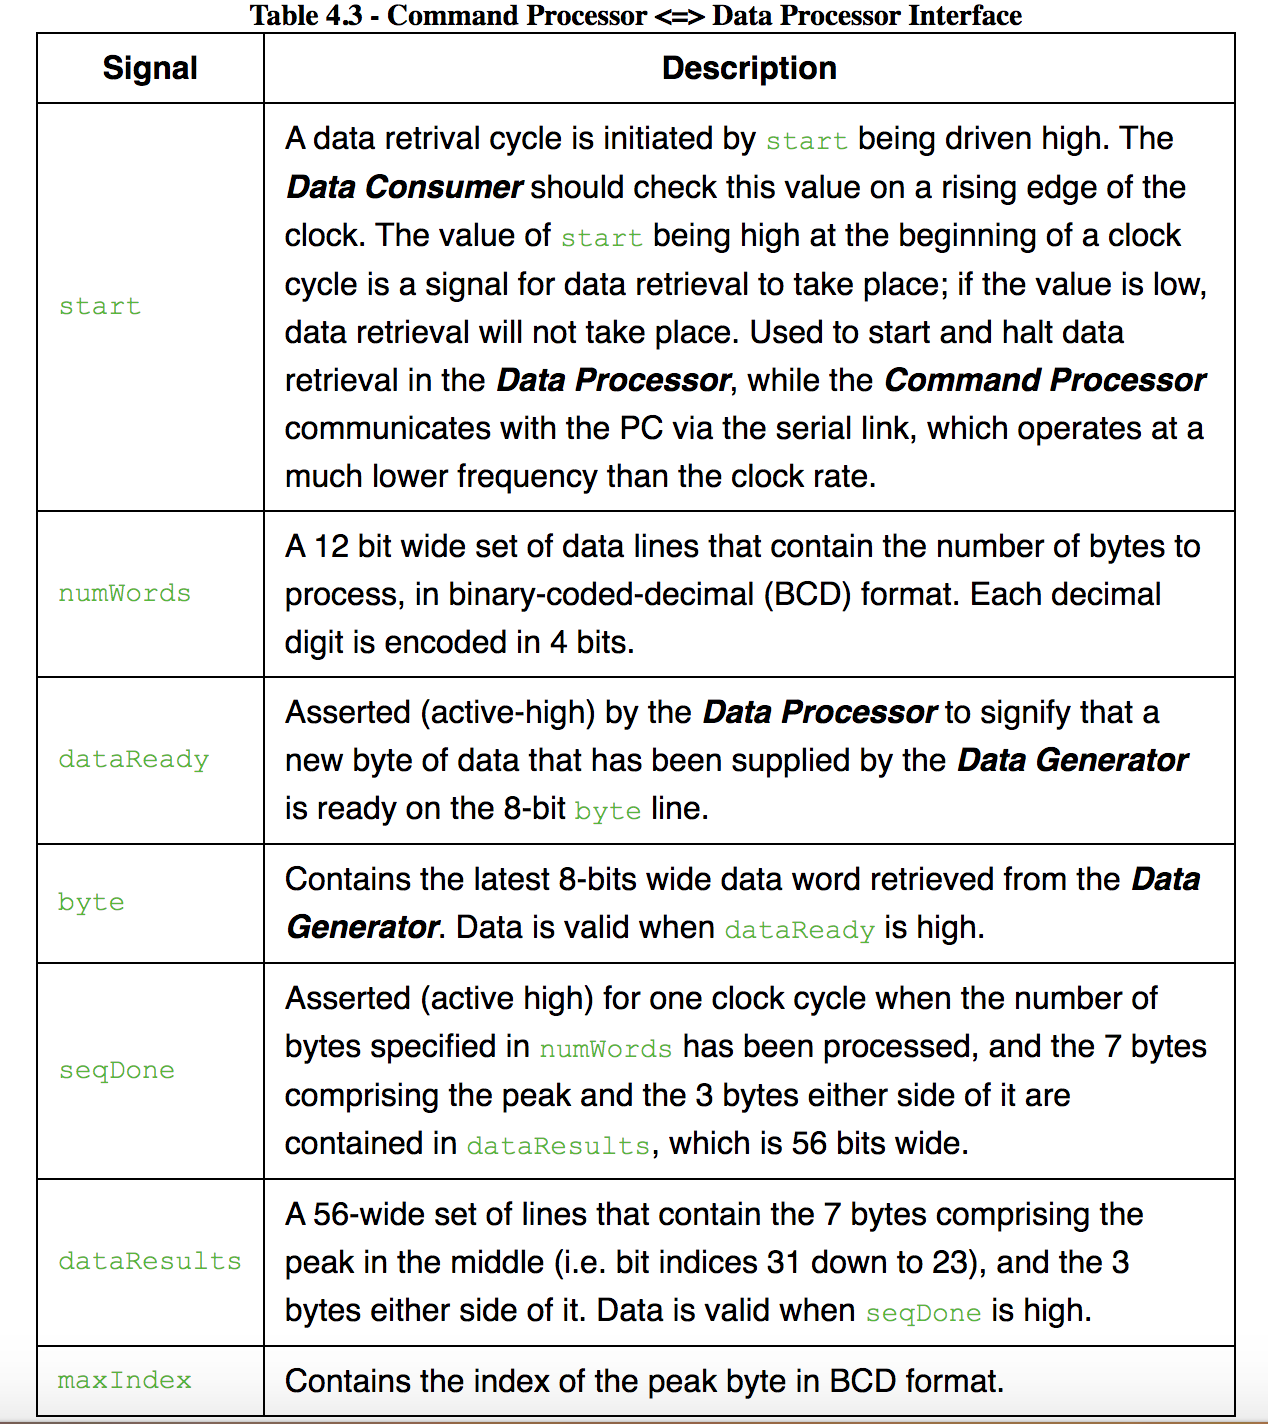 Table 4.3 - Command Processor <=> Data Processor Interface
Signal
Description
start
A data retrival cycle is initiated by start being driven high. The
Data Consumer should check this value on a rising edge of the
clock. The value of start being high at the beginning of a clock
cycle is a signal for data retrieval to take place; if the value is low,
data retrieval will not take place. Used to start and halt data
retrieval in the Data Processor, while the Command Processor
communicates with the PC via the serial link, which operates at a
much lower frequency than the clock rate.
numWords
A 12 bit wide set of data lines that contain the number of bytes to
process, in binary-coded-decimal (BCD) format. Each decimal
digit is encoded in 4 bits.
dataReady
Asserted (active-high) by the Data Processor to signify that a
new byte of data that has been supplied by the Data Generator
is ready on the 8-bit byte line.
byte
Contains the latest 8-bits wide data word retrieved from the Data
Generator. Data is valid when dataReady is high.
seqDone
Asserted (active high) for one clock cycle when the number of
bytes specified in numWords has been processed, and the 7 bytes
comprising the peak and the 3 bytes either side of it are
contained in dataResults, which is 56 bits wide.
dataResults
A 56-wide set of lines that contain the 7 bytes comprising the
peak in the middle (i.e. bit indices 31 down to 23), and the 3
bytes either side of it. Data is valid when seqDone is high.
maxIndex
Contains the index of the peak byte in BCD format.